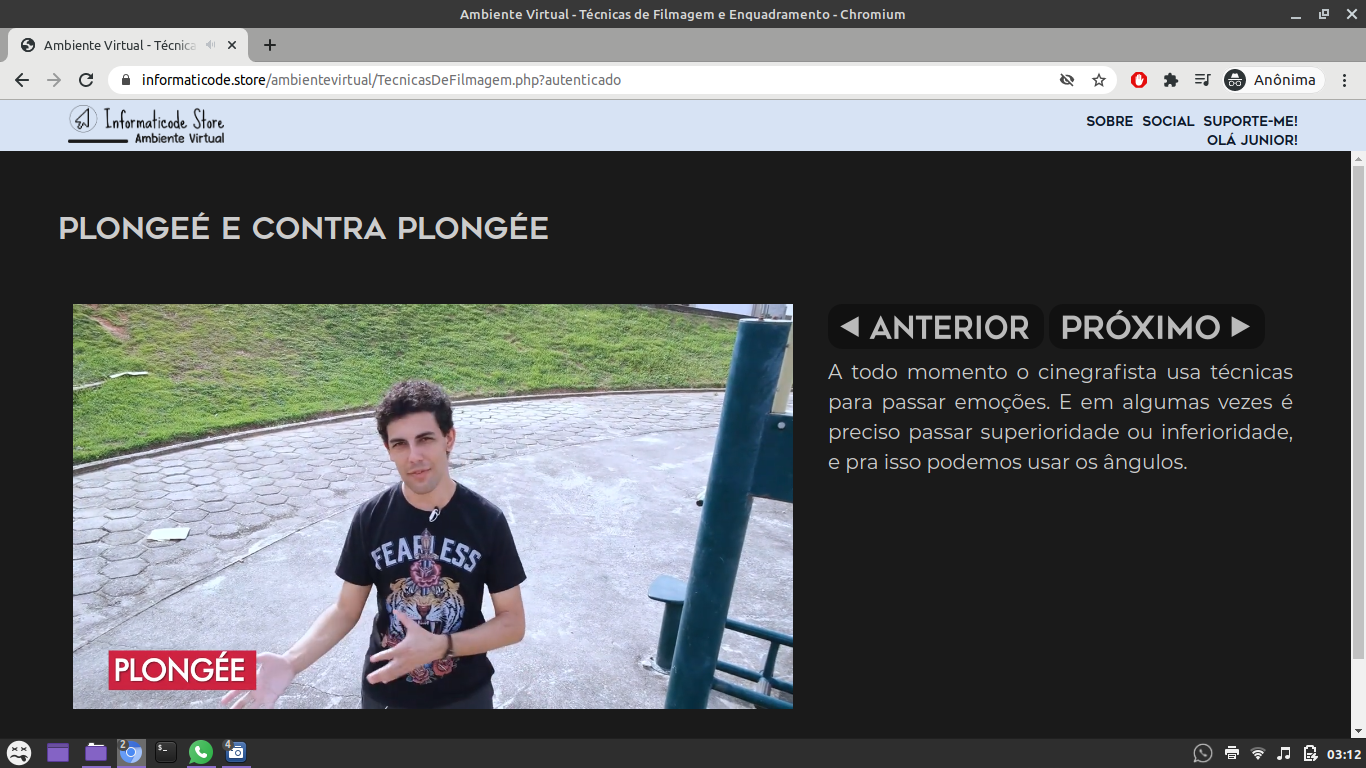 Ambiente Virtual - Técnicas de Filmagem e Enquadramento - Chromium
Ambiente Virtual - Técnica
informaticode.store/ambientevirtual/TecnicasDeFilmagem.php?autenticado
Anônima
Informaticode Store
Ambiente Virtual
SOBRE SOCIAL SUPORTE-ME!
OLÁ JUNIOR!
PLONGEÉ E CONTRA PLONGÉE
ANTERIOR PRÓXIMO
A todo momento o cinegrafista usa técnicas
para passar emoções. E em algumas vezes é
preciso passar superioridade ou inferioridade,
e pra isso podemos usar os ângulos.
FEARLESS
PLONGÉE
2
4
03:12